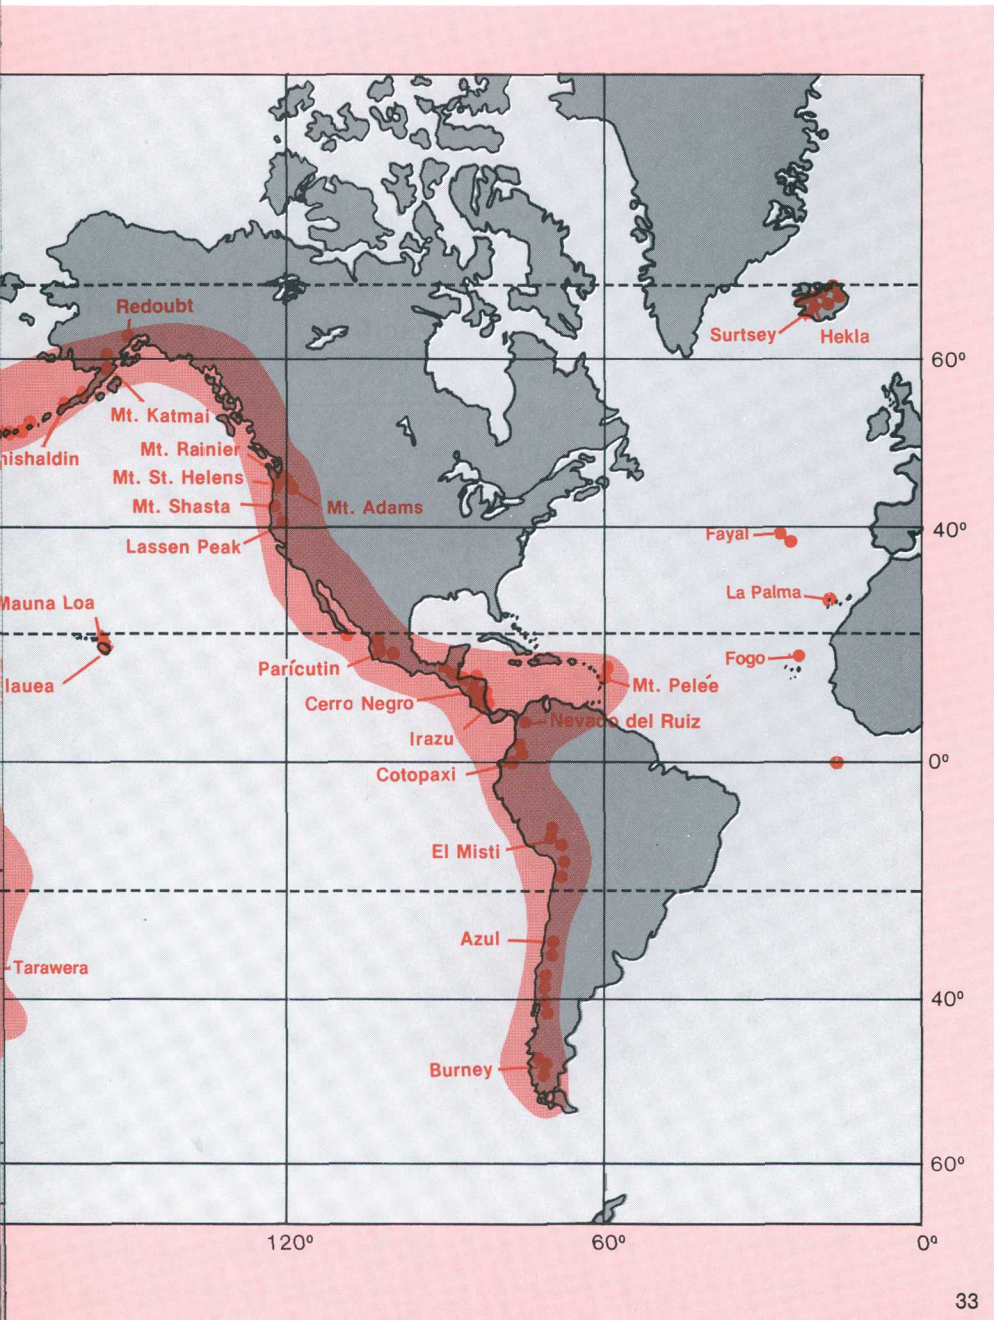 Redoubt
Surtsey
Hekla
60°
Mt. Katmai
nishaldin
Mt. Rainier
Mt. St. Helens
Mt. Shasta
Mt. Adams
Fayal
40°
Lassen Peak
La Palma
Mauna Loa
Fogo
Parícutin
lauea
Mt. Peleé
Cerro Negro
Nevado del Ruiz
Irazu
0°
Cotopaxi
El Misti
Azul
Tarawera
40°
Burney
60°
120°
60°
0°
33